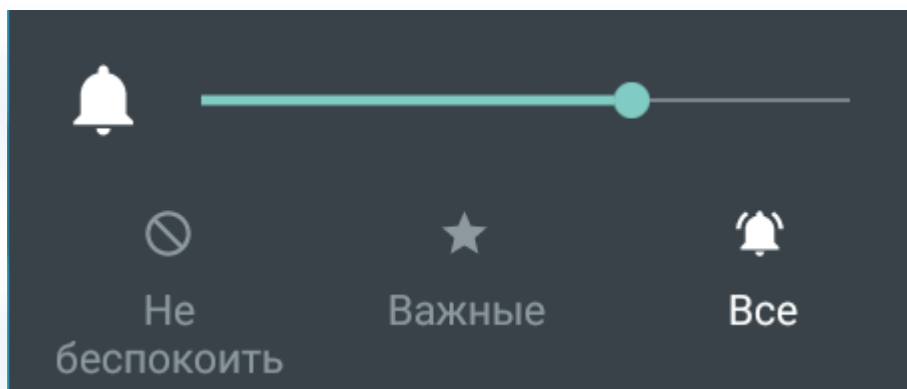 Не
беспокоить
Важные
Все